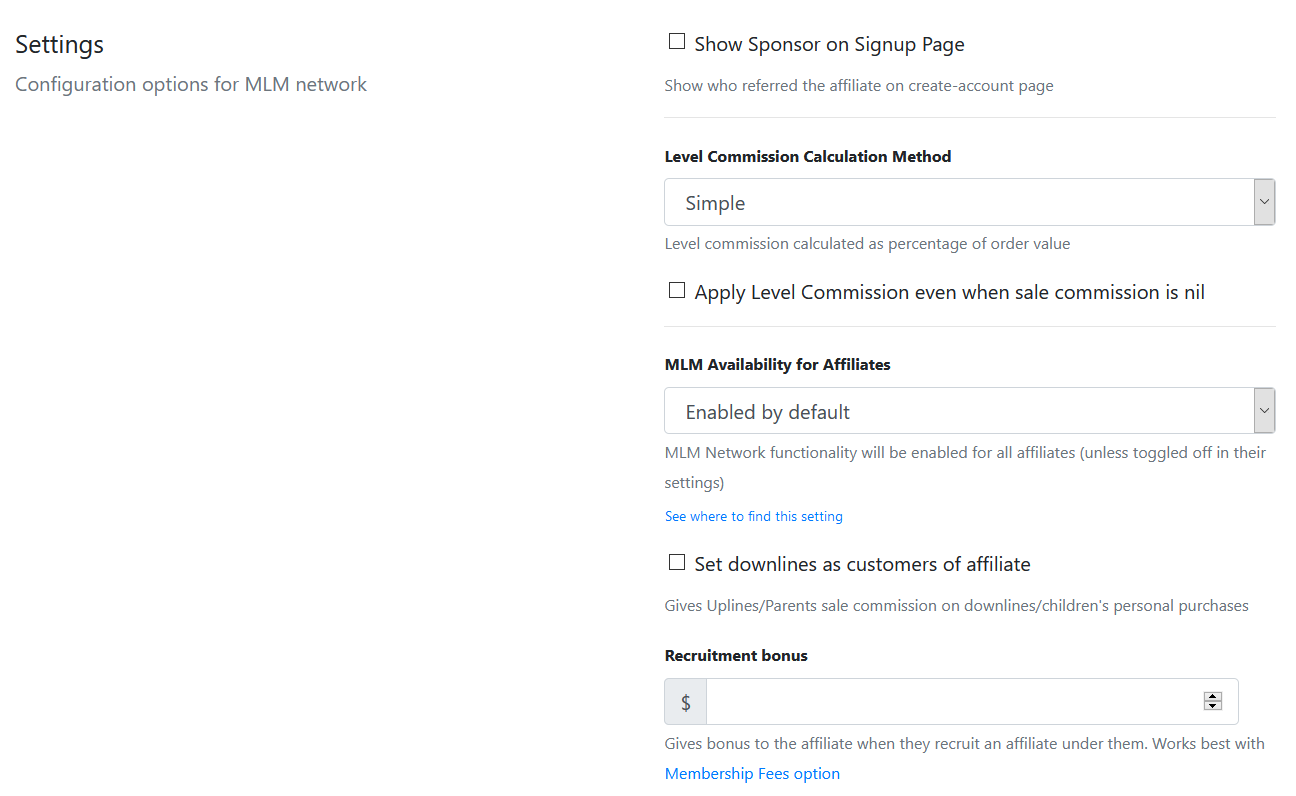 Settings
Configuration options for MLM network
Show Sponsor on Signup Page
Show who referred the affiliate on create-account page
Level Commission Calculation Method
Simple
Level commission calculated as percentage of order value
Apply Level Commission even when sale commission is nil
MLM Availability for Affiliates
Enabled by default
MLM Network functionality will be enabled for all affiliates (unless toggled off in their
settings)
See where to find this setting
Set downlines as customers of affiliate
Gives Uplines/Parents sale commission on downlines/children's personal purchases
Recruitment bonus
$
Gives bonus to the affiliate when they recruit an affiliate under them. Works best with
Membership Fees option